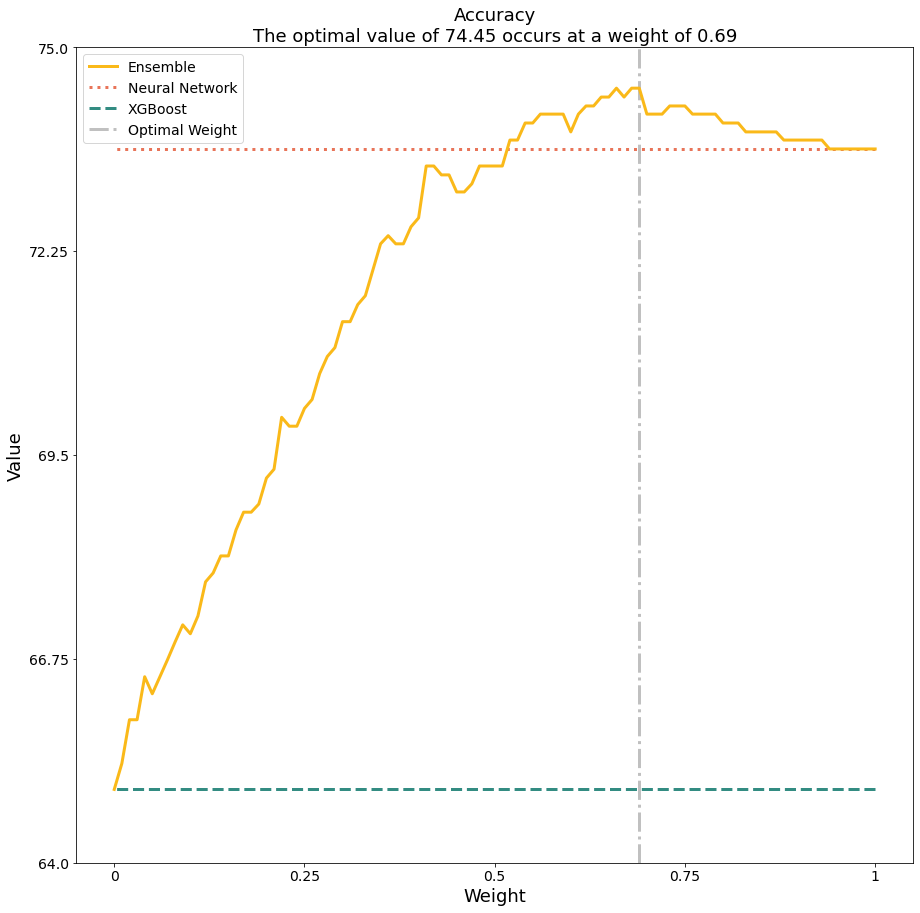 Accuracy
The optimal value of 74.45 occurs at a weight of 0.69
75.0
Ensemble
Neural Network
XGBoost
Optimal Weight
72.25
69.5
Value
66.75
64.0
0 0.25 0.5 0.75 1
Weight